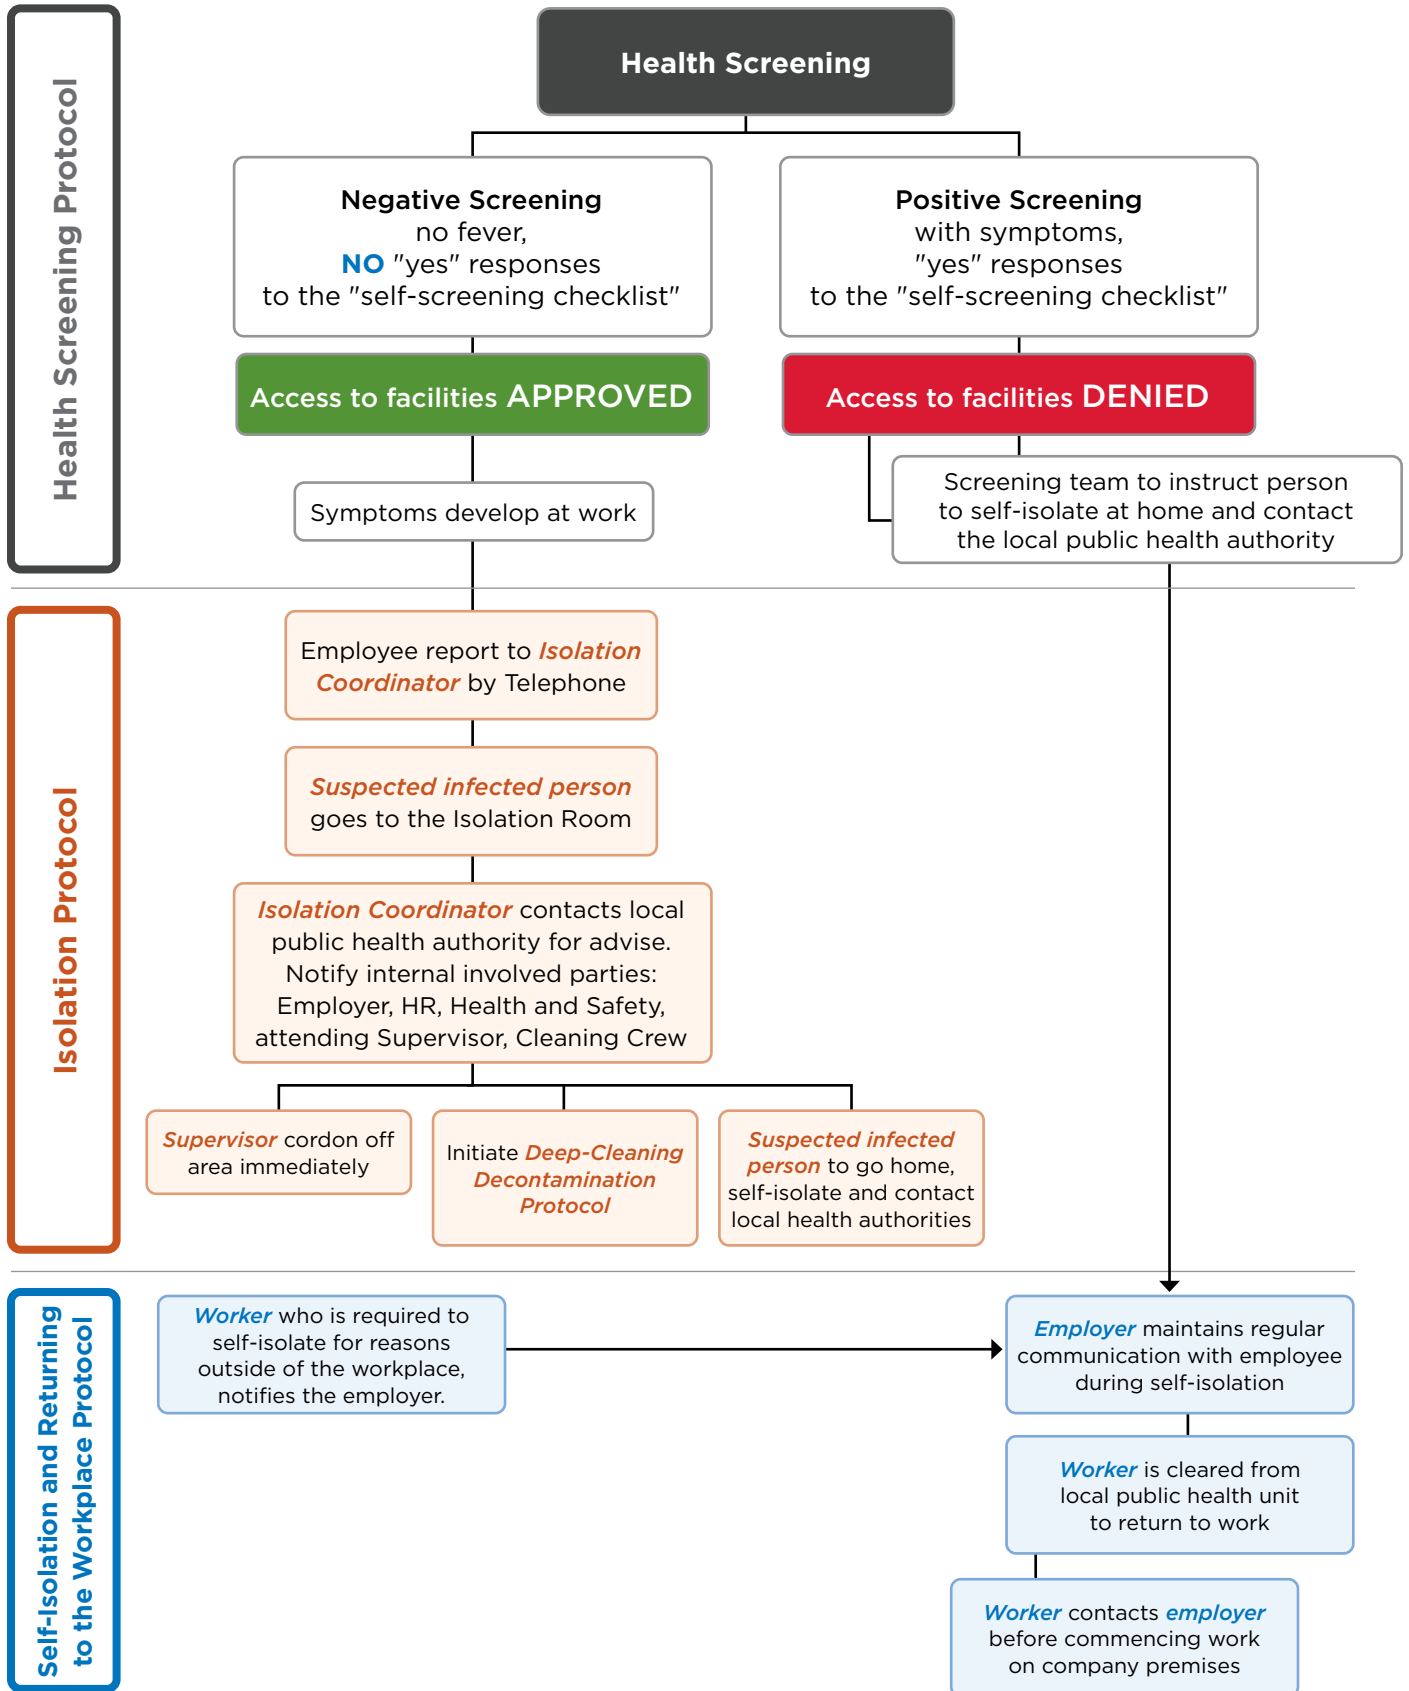 Health Screening Protocol
Health Screening
Negative Screening
no fever,
NO "yes" responses
to the "self-screening checklist"
Positive Screening
with symptoms,
"yes" responses
to the "self-screening checklist"
Access to facilities APPROVED
Access to facilities DENIED
Symptoms develop at work
Screening team to instruct person
to self-isolate at home and contact
the local public health authority
Isolation Protocol
Employee report to Isolation
Coordinator by Telephone
Suspected infected person
goes to the Isolation Room
Isolation Coordinator contacts local
public health authority for advise.
Notify internal involved parties:
Employer, HR, Health and Safety,
attending Supervisor, Cleaning Crew
Supervisor cordon off
area immediately
Initiate Deep-Cleaning
Decontamination
Protocol
Suspected infected
person to go home,
self-isolate and contact
local health authorities
Self-Isolation and Returning
to the Workplace Protocol
Worker who is required to
self-isolate for reasons
outside of the workplace,
notifies the employer.
Employer maintains regular
communication with employee
during self-isolation
Worker is cleared from
local public health unit
to return to work
Worker contacts employer
before commencing work
on company premises